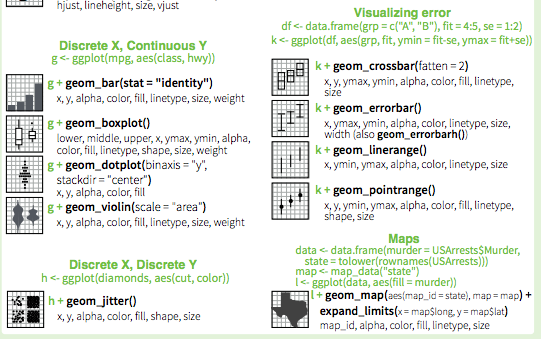 hjust, lineheight, size, vjust
Discrete X, Continuous Y
g <- ggplot(mpg, aes(class, hwy))
g + geom_bar(stat = "identity")
x, y, alpha, color, fill, linetype, size, weight
g + geom_boxplot()
lower, middle, upper, x, ymax, ymin, alpha,
color, fill, linetype, shape, size, weight
g + geom_dotplot(binaxis = "y",
stackdir = "center")
x, y, alpha, color, fill
g + geom_violin(scale = "area")
x, y, alpha, color, fill, linetype, size, weight
Discrete X, Discrete Y
h <- ggplot(diamonds, aes(cut, color))
h + geom_jitter()
x, y, alpha, color, fill, shape, size
Visualizing error
df <- data.frame(grp = c("A", "B"), fit = 4:5, se = 1:2)
k <- ggplot(df, aes(grp, fit, ymin = fit-se, ymax = fit+se))
k + geom_crossbar(fatten = 2)
x, y, ymax, ymin, alpha, color, fill, linetype,
size
k + geom_errorbar()
x, ymax, ymin, alpha, color, linetype, size,
width (also geom_errorbarh())
k + geom_linerange()
x, ymin, ymax, alpha, color, linetype, size
k + geom_pointrange()
x, y, ymin, ymax, alpha, color, fill, linetype,
shape, size
Maps
data <- data.frame(murder = USArrests$Murder,
state = tolower(rownames(USArrests)))
map <- map_data("state")
l <- ggplot(data, aes(fill = murder))
l + geom_map(aes(map_id = state), map = map) +
expand_limits(x = map$long, y = map$lat)
map_id, alpha, color, fill, linetype, size